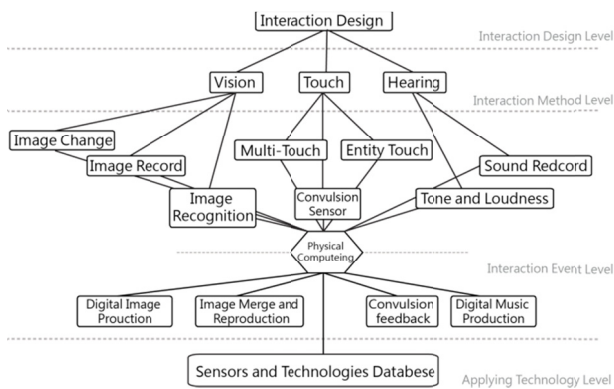 Interaction Design
Interaction Design Level
Vision
Touch
Hearing
Interaction Method Level
Image Change
Multi-Touch
Entity Touch
Image Record
Sound Redcord
Image
Recognition
Convulsion
Sensor
Tone and Loudness
Physical
Computeing
Interaction Event Level
Digital Image
Prouction
Image Merge and
Reproduction
Convulsion
feedback
Digital Music
Production
Sensors and Technologies Databese
Applying Technology Level